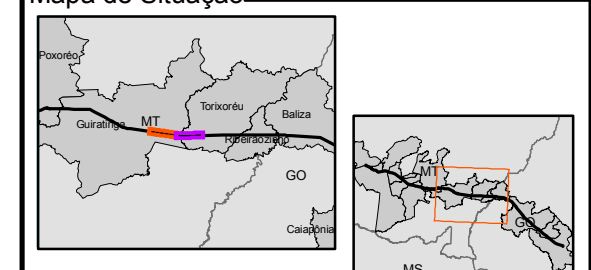 Mapa de Situação
Poxoréo
Torixoréu
Baliza
Guiratinga
MT
Ribeirãozinho
GO
Caiapônia
MT
GO
MS